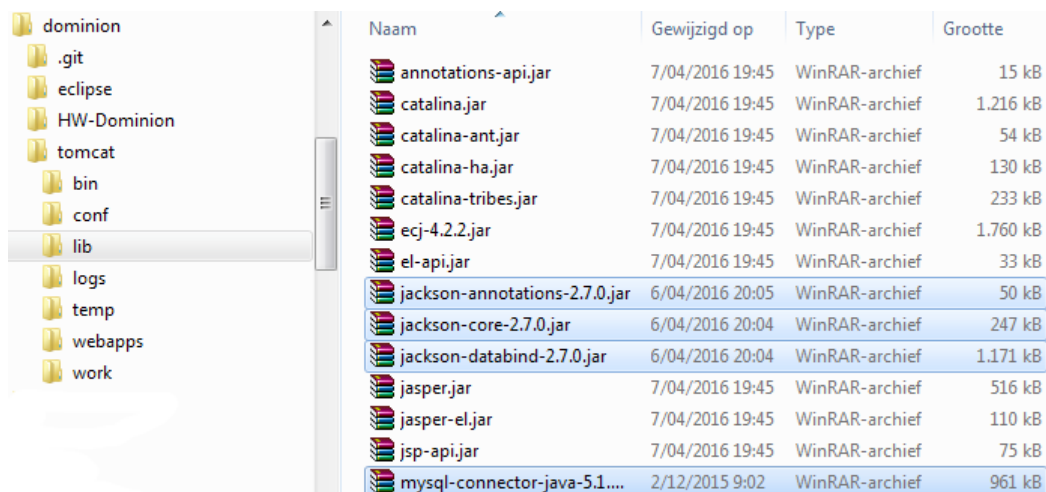 dominion
.git
eclipse
HW-Dominion
tomcat
bin
conf
lib
logs
temp
webapps
work
Naam Gewijzigd op Type Grootte
annotations-api.jar 7/04/2016 19:45 WinRAR-archief 15 kB
catalina.jar 7/04/2016 19:45 WinRAR-archief 1.216 kB
catalina-ant.jar 7/04/2016 19:45 WinRAR-archief 54 kB
catalina-ha.jar 7/04/2016 19:45 WinRAR-archief 130 kB
catalina-tribes.jar 7/04/2016 19:45 WinRAR-archief 233 kB
ecj-4.2.2.jar 7/04/2016 19:45 WinRAR-archief 1.760 kB
el-api.jar 7/04/2016 19:45 WinRAR-archief 33 kB
jackson-annotations-2.7.0.jar 6/04/2016 20:05 WinRAR-archief 50 kB
jackson-core-2.7.0.jar 6/04/2016 20:04 WinRAR-archief 247 kB
jackson-databind-2.7.0.jar 6/04/2016 20:04 WinRAR-archief 1.171 kB
jasper.jar 7/04/2016 19:45 WinRAR-archief 516 kB
jasper-el.jar 7/04/2016 19:45 WinRAR-archief 110 kB
jsp-api.jar 7/04/2016 19:45 WinRAR-archief 75 kB
mysql-connector-java-5.1.... 2/12/2015 9:02 WinRAR-archief 961 kB